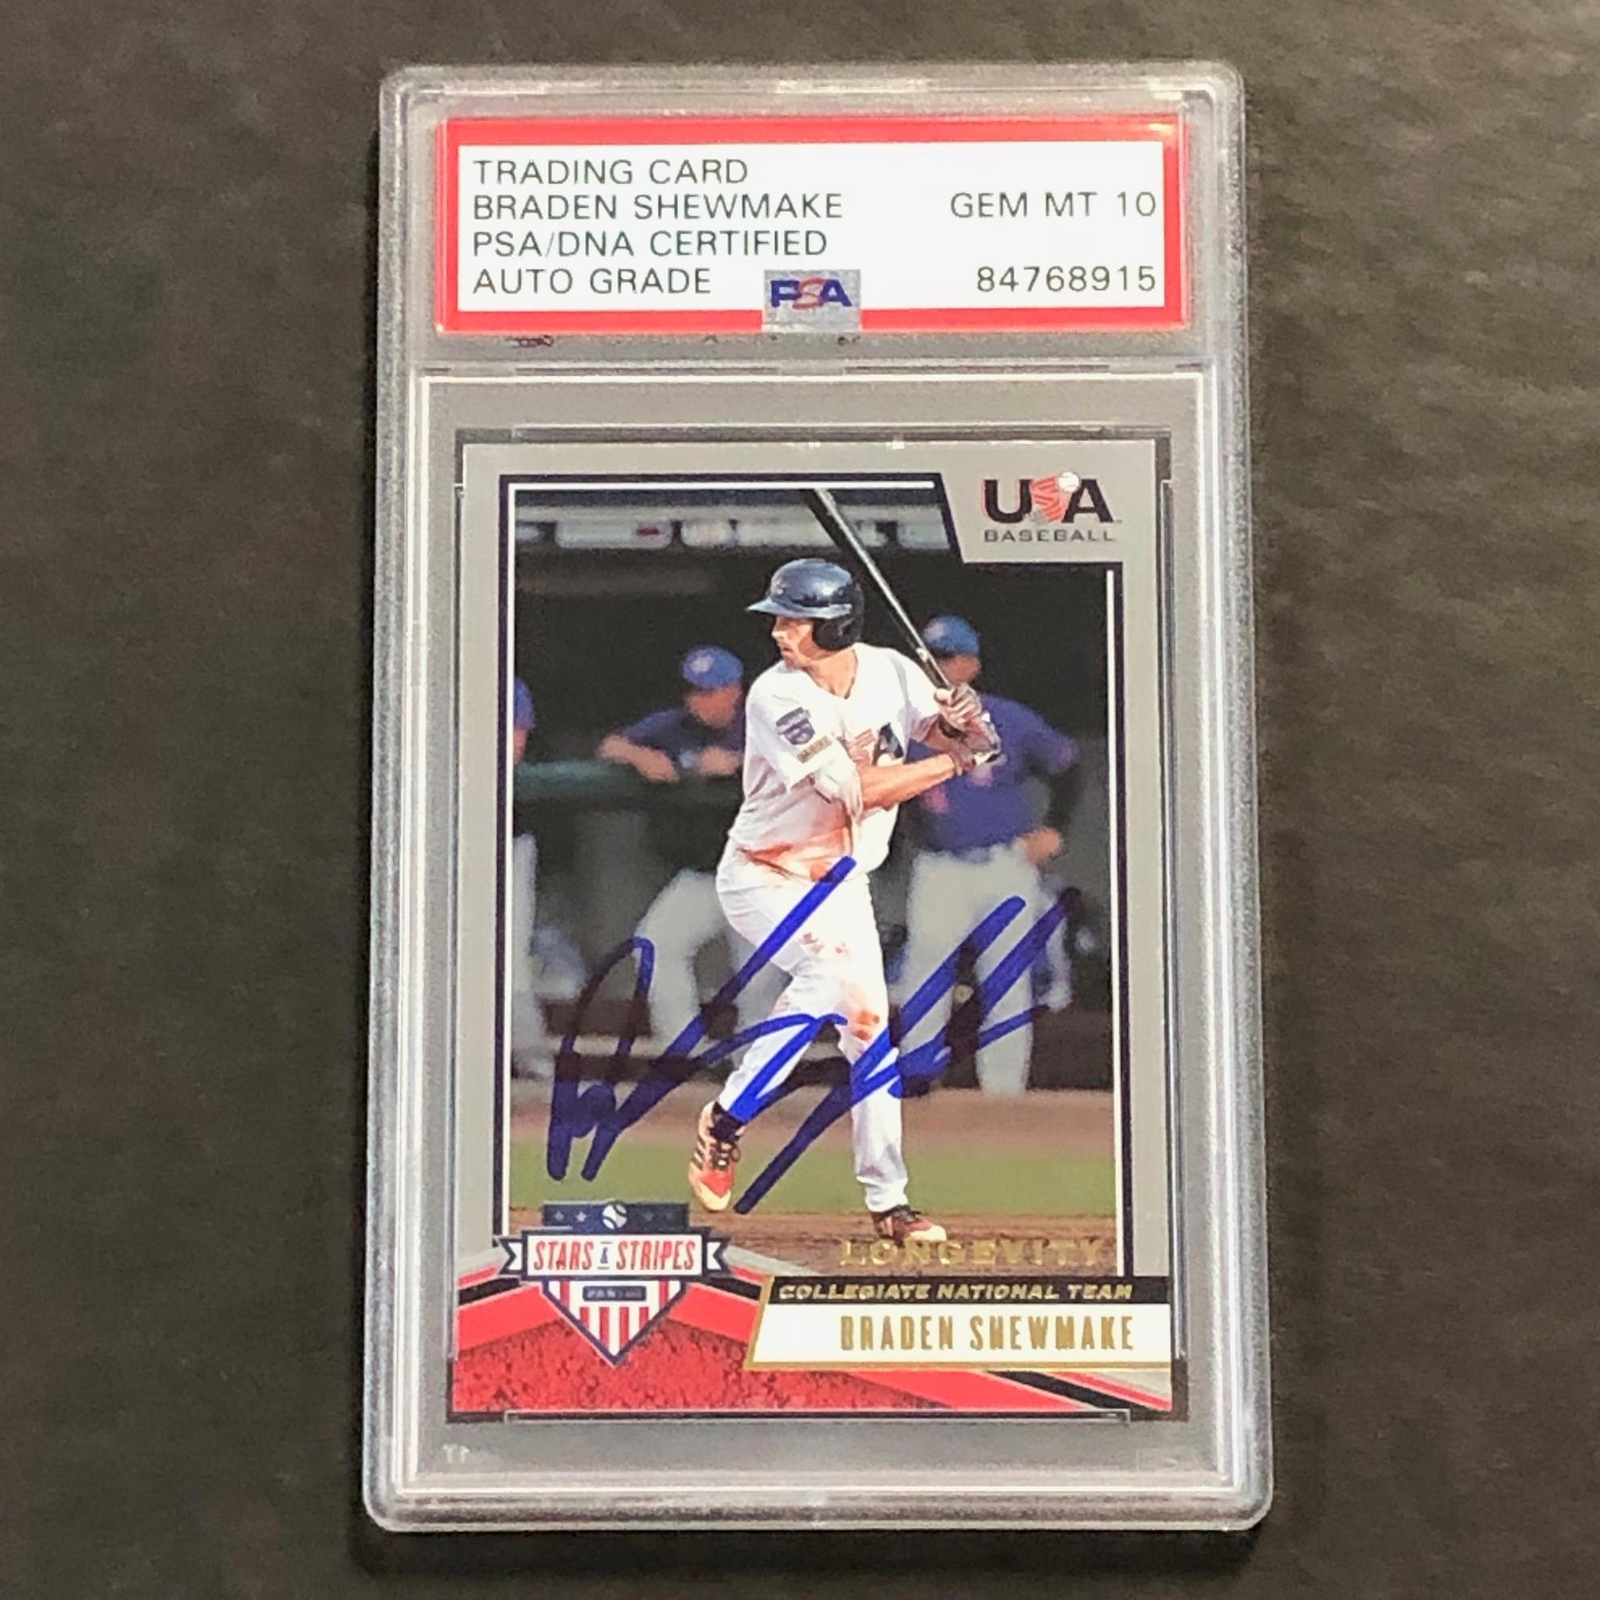 TRADING CARD
BRADEN SHEWMAKE GEM MT 10
PSA/DNA CERTIFIED
AUTO GRADE 84768915
PSA
USA
BASEBALL
STARS & STRIPES
PANINI
LONGEVITY
COLLEGIATE NATIONAL TEAM
BRADEN SHEWMAKE